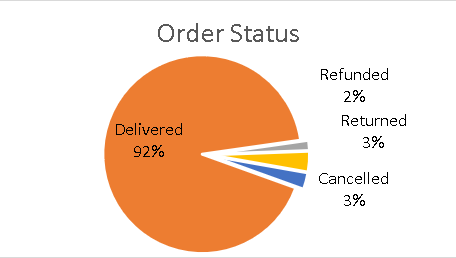 Order Status
Refunded
2%
Returned
3%
Delivered
92%
Cancelled
3%